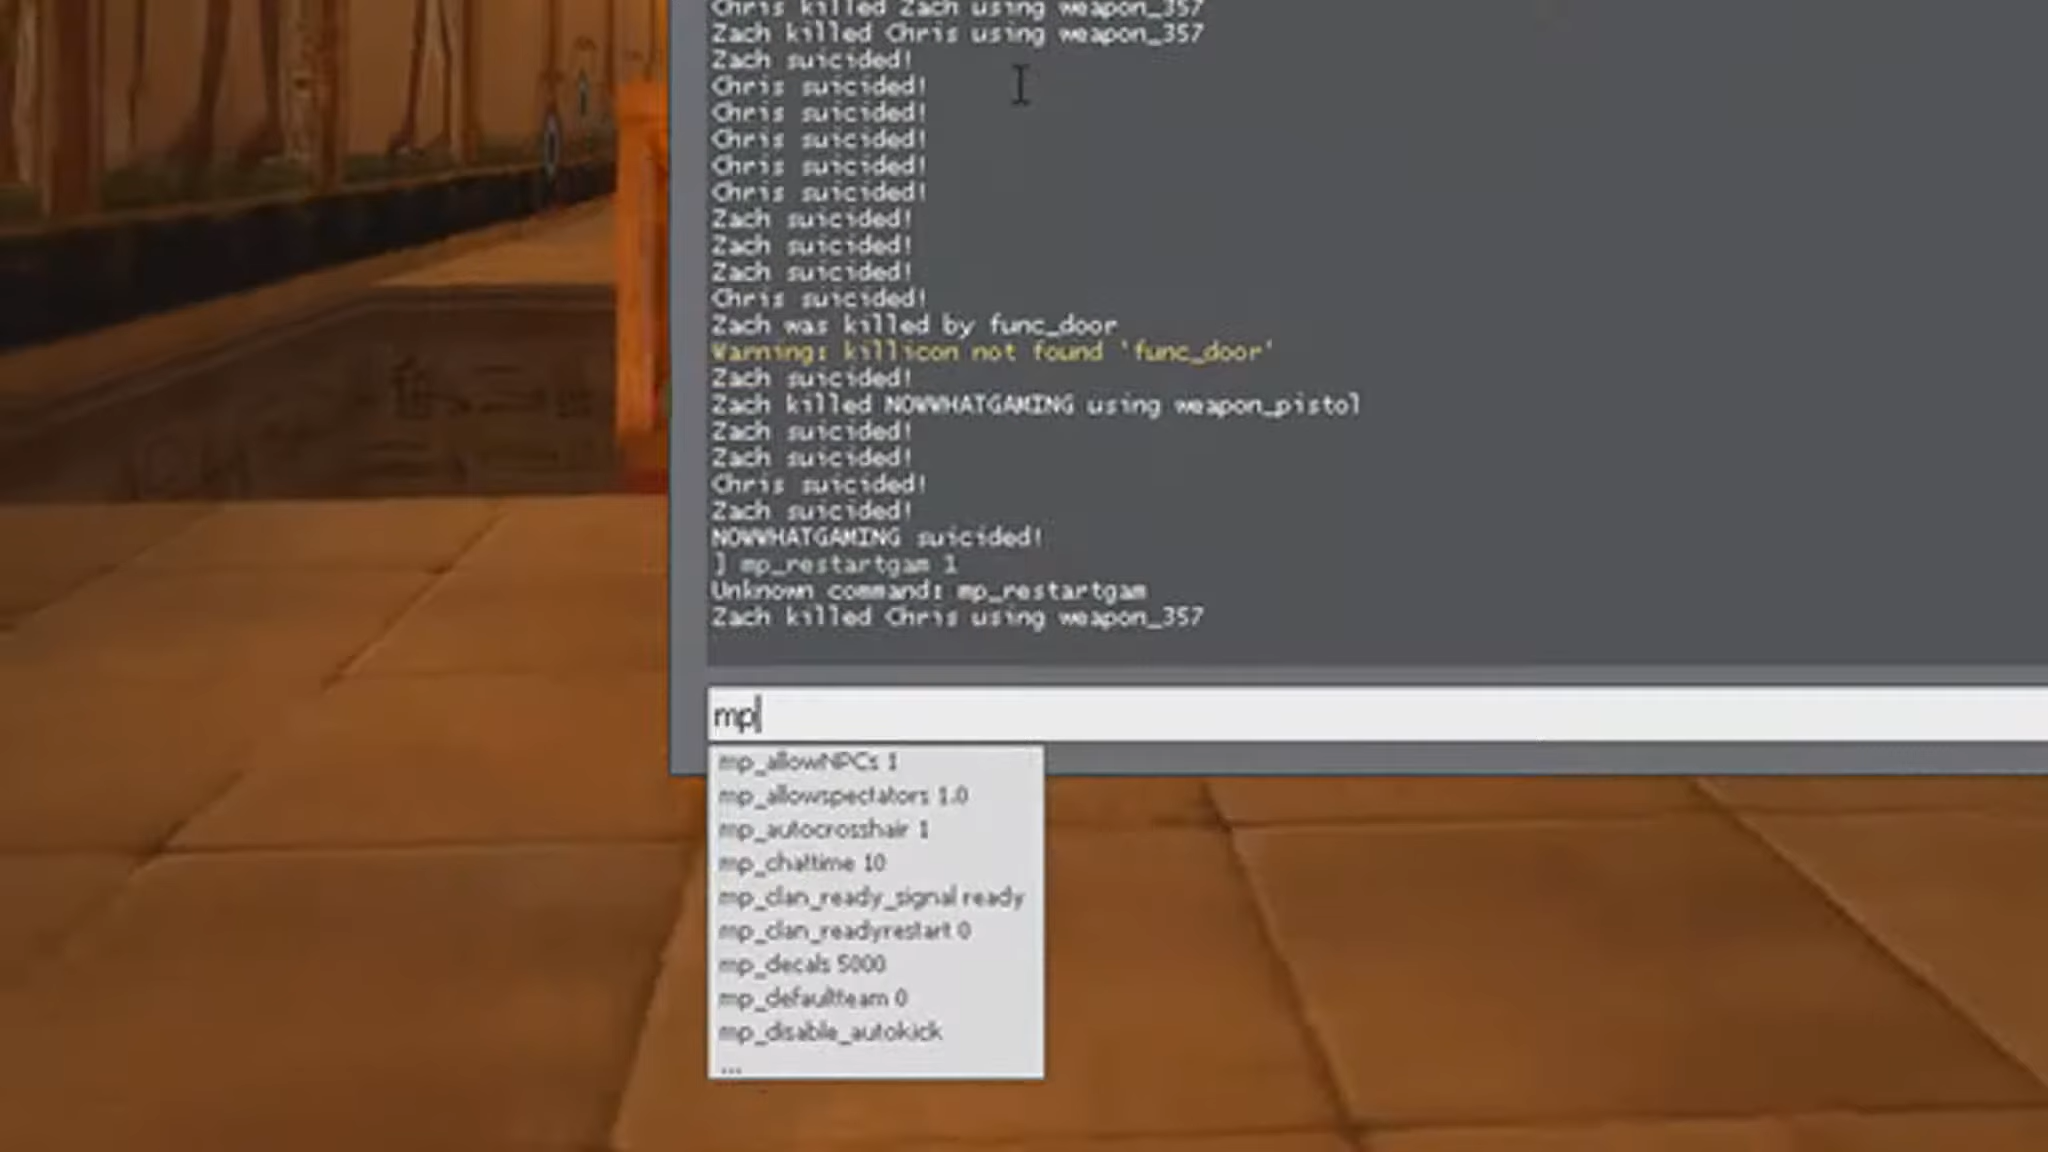 Chris killed Zach using weapon_357
Zach killed Chris using weapon_357
Zach suicided!
Chris suicided!
Chris suicided!
Chris suicided!
Chris suicided!
Chris suicided!
Zach suicided!
Zach suicided!
Zach suicided!
Chris suicided!
Zach was killed by func_door
Warning: killicon not found 'func_door'
Zach suicided!
Zach killed NOWWHATGAMING using weapon_pistol
Zach suicided!
Zach suicided!
Chris suicided!
Zach suicided!
NOWWHATGAMING suicided!
] mp_restartgam 1
Unknown command: mp_restartgam
Zach killed Chris using weapon_357
mp
mp_allowNPCs 1
mp_allowspectators 1.0
mp_autocrosshair 1
mp_chattime 10
mp_clan_ready_signal ready
mp_clan_readyrestart 0
mp_decals 5000
mp_defaultteam 0
mp_disable_autokick
...